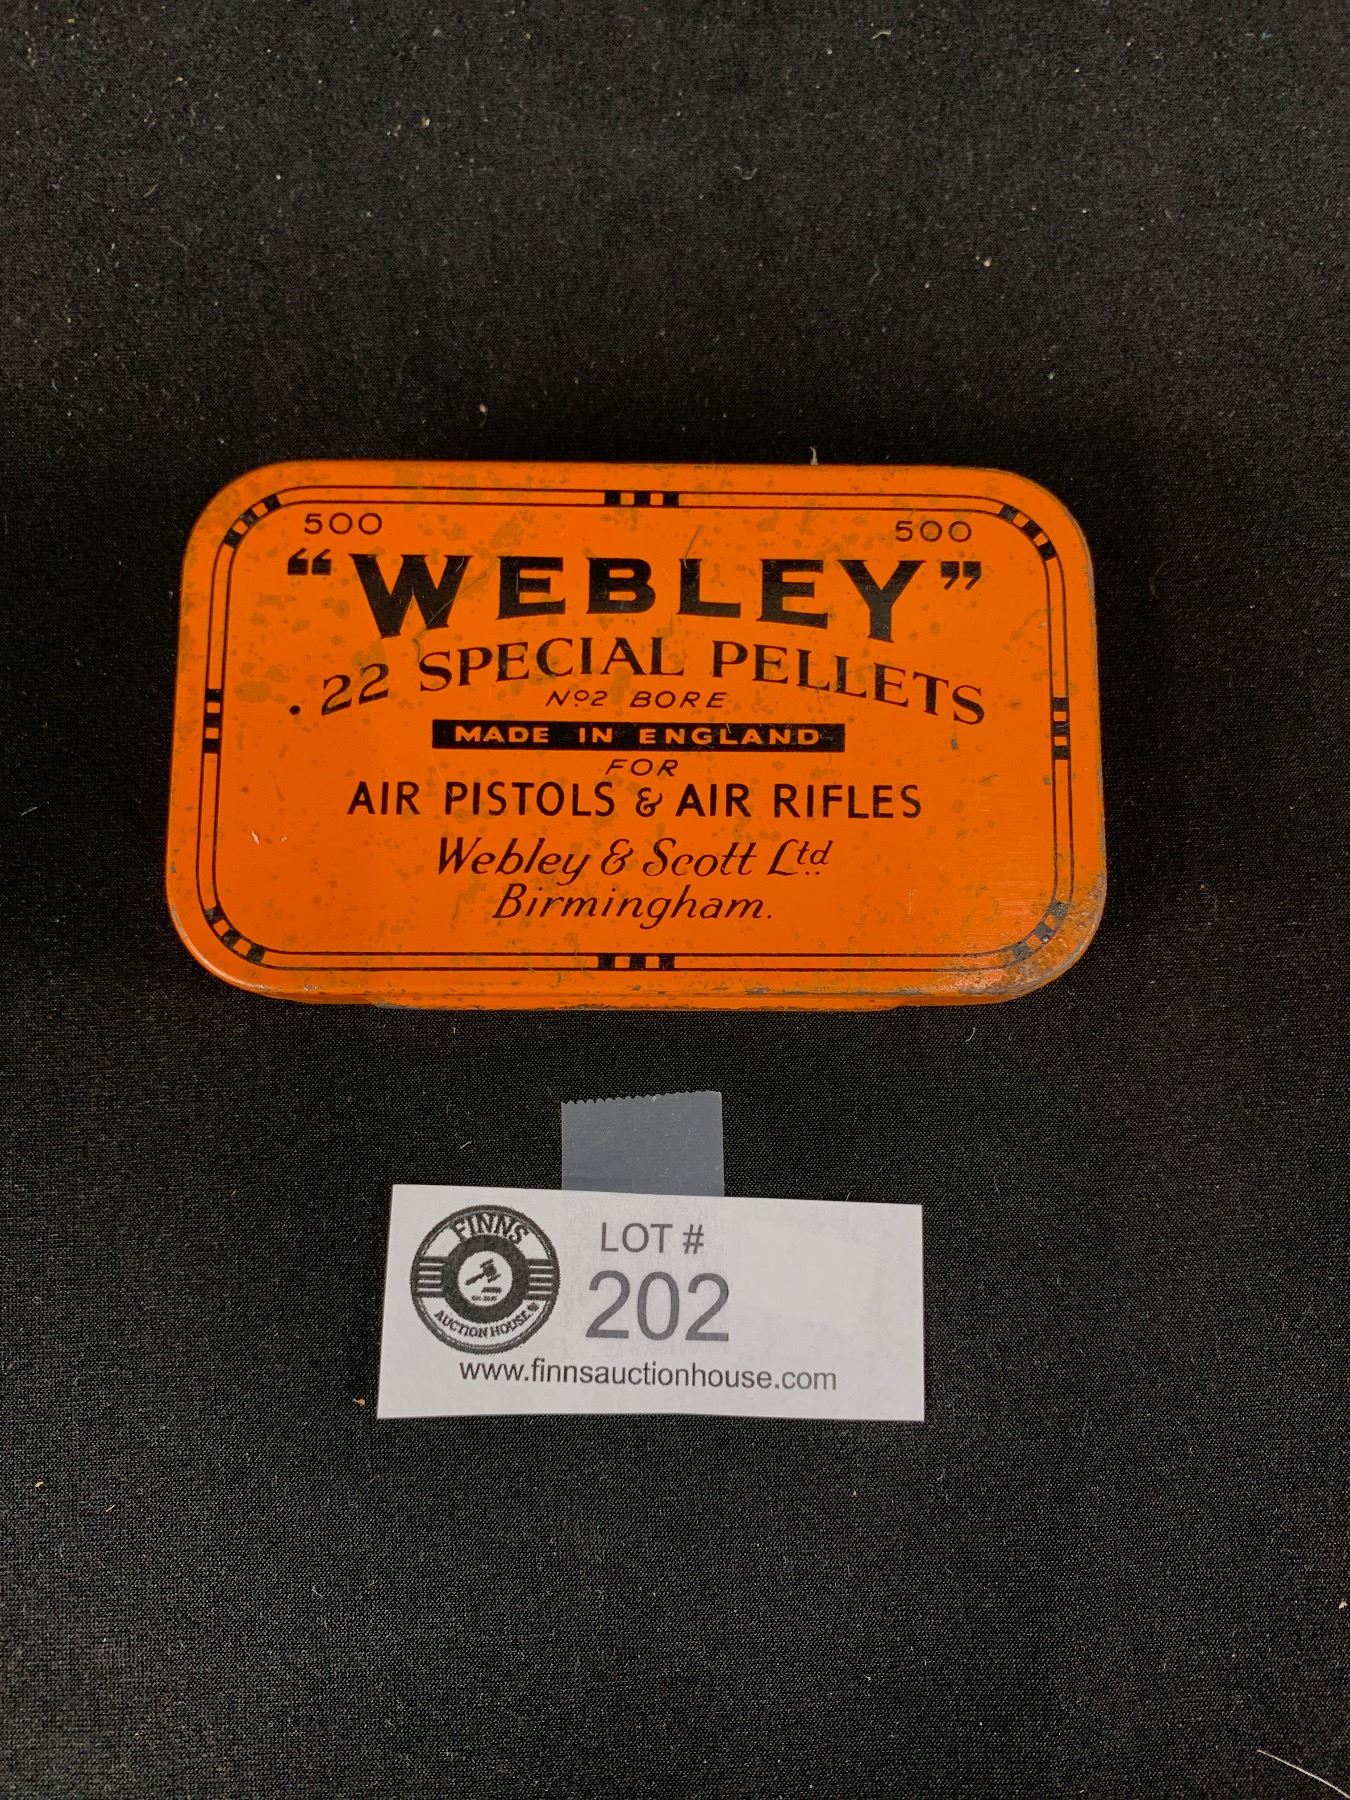 500 500
“WEBLEY”
.22 SPECIAL PELLETS
Nº2 BORE
MADE IN ENGLAND
FOR
AIR PISTOLS & AIR RIFLES
Webley & Scott Ltd.
Birmingham.
FINNS
AUCTION HOUSE
LOT #
202
www.finnsauctionhouse.com